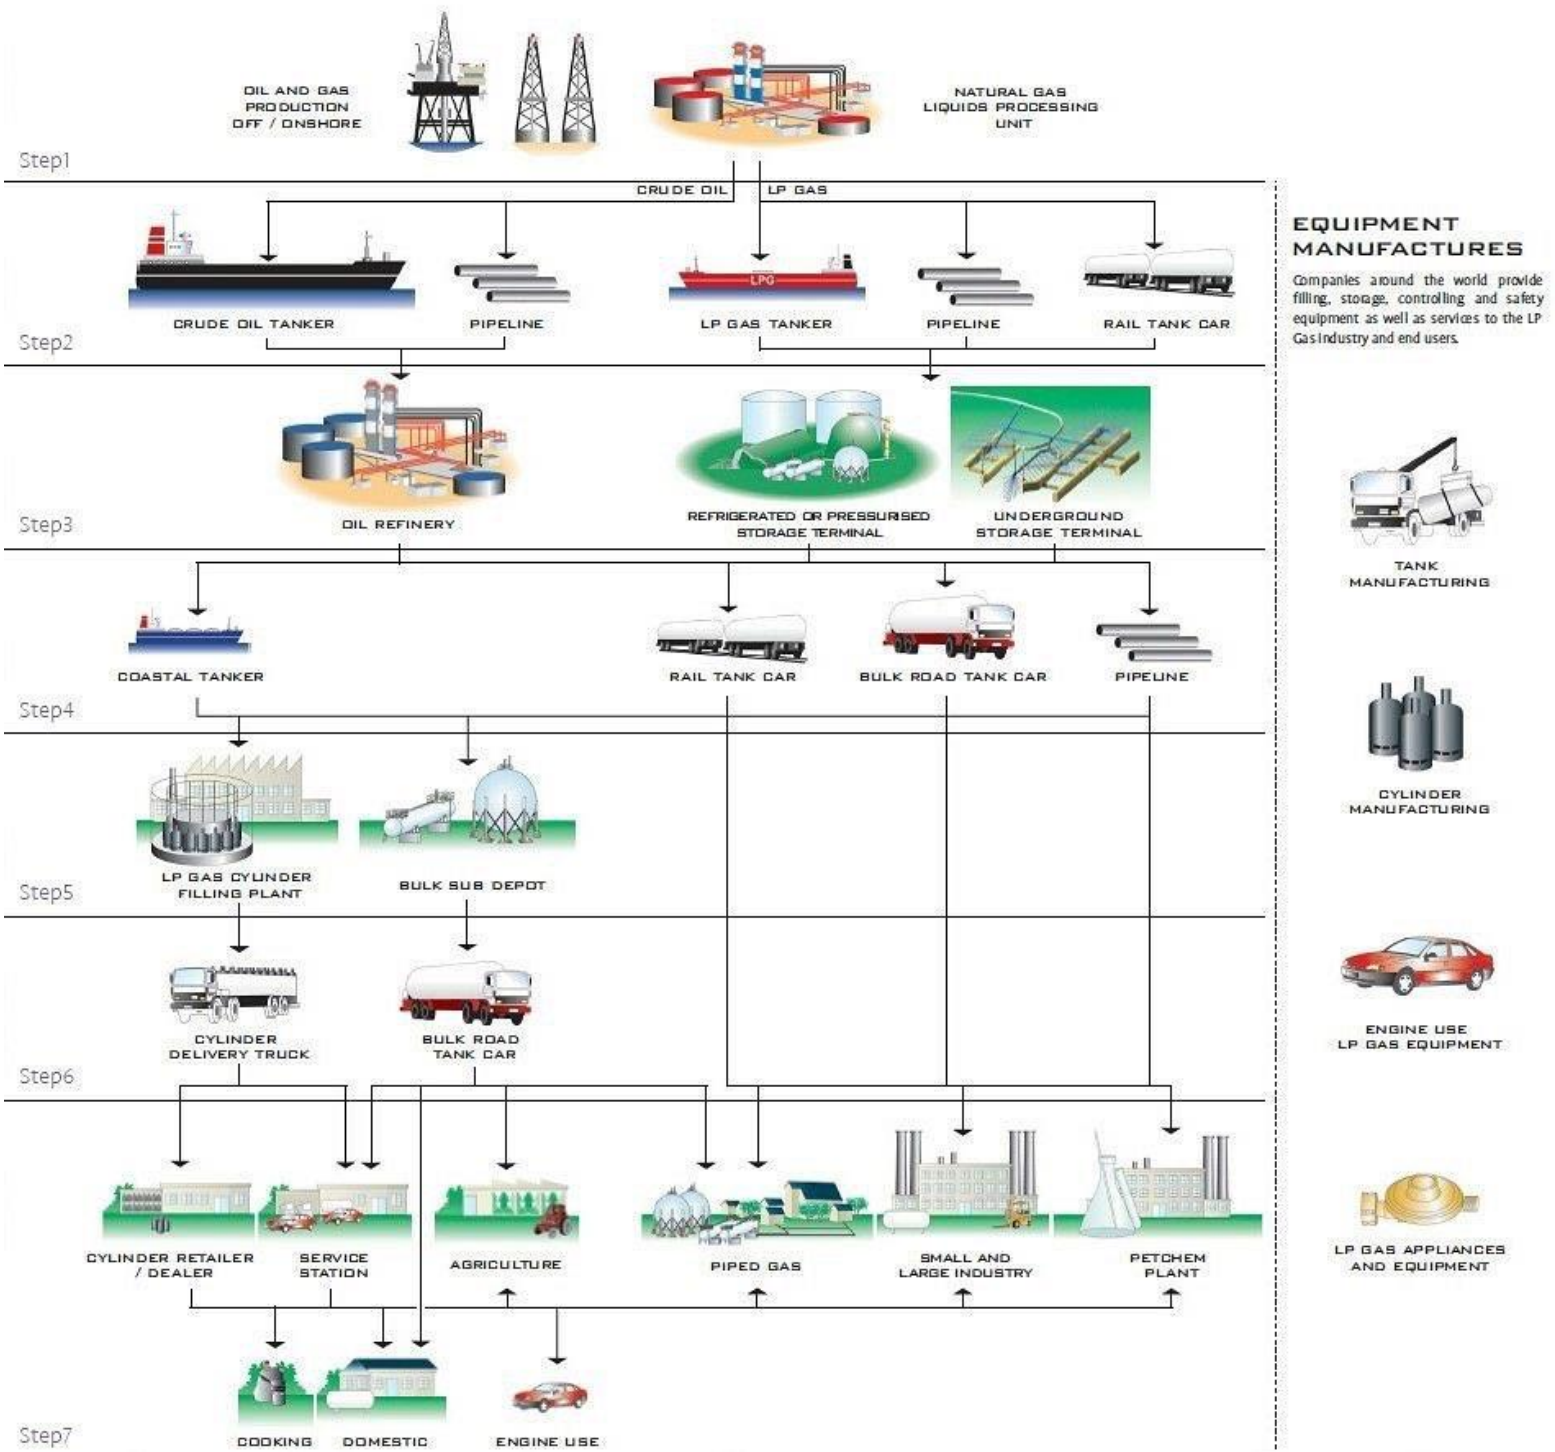 OIL AND GAS
PRODUCTION
OFF / ONSHORE
NATURAL GAS
LIQUIDS PROCESSING
UNIT
Step1
CRUDE OIL
LP GAS
LPG
CRUDE OIL TANKER
PIPELINE
LP GAS TANKER
PIPELINE
RAIL TANK CAR
Step2
OIL REFINERY
REFRIGERATED OR PRESSURISED
STORAGE TERMINAL
UNDERGROUND
STORAGE TERMINAL
Step3
COASTAL TANKER
RAIL TANK CAR
BULK ROAD TANK CAR
PIPELINE
Step4
LP GAS CYLINDER
FILLING PLANT
BULK SUB DEPOT
Step5
CYLINDER
DELIVERY TRUCK
BULK ROAD
TANK CAR
Step6
CYLINDER RETAILER
/ DEALER
SERVICE
STATION
AGRICULTURE
PIPED GAS
SMALL AND
LARGE INDUSTRY
PETCHEM
PLANT
COOKING
DOMESTIC
ENGINE USE
Step7
EQUIPMENT
MANUFACTURES
Companies around the world provide
filling, storage, controlling and safety
equipment as well as services to the LP
Gas Industry and end users.
TANK
MANUFACTURING
CYLINDER
MANUFACTURING
ENGINE USE
LP GAS EQUIPMENT
LP GAS APPLIANCES
AND EQUIPMENT